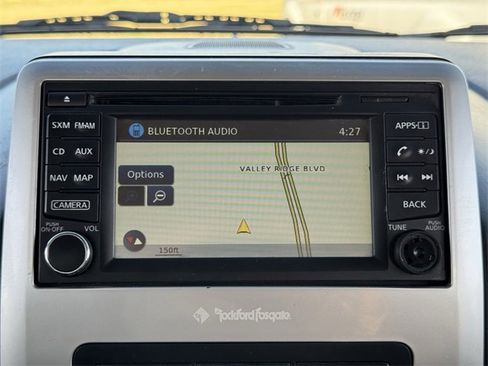 BLUETOOTH AUDIO 4:27
SXM FM·AM
APPS
CD AUX
NAV MAP
CAMERA
BACK
VALLEY RIDGE BLVD
Options
PUSH
ON·OFF
VOL
TUNE
PUSH
AUDIO
150ft
Rockford Fosgate